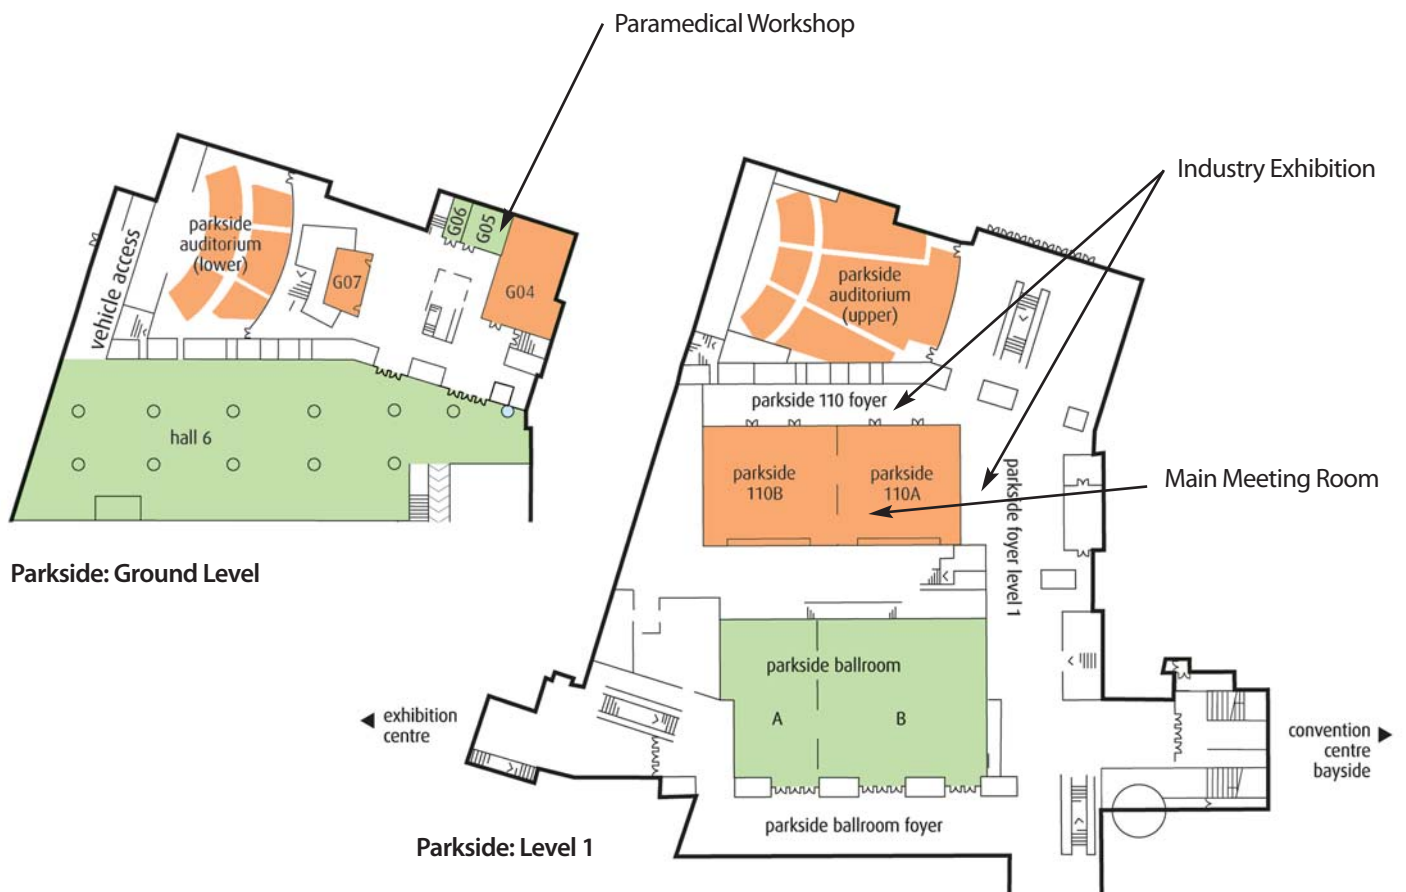 Paramedical Workshop
Industry Exhibition
Main Meeting Room
parkside
auditorium
(lower)
vehicle access
G06
G05
G07
G04
hall 6
Parkside: Ground Level
parkside
auditorium
(upper)
parkside 110 foyer
parkside
110B
parkside
110A
parkside foyer level 1
parkside ballroom
A
B
exhibition
centre
convention
centre
bayside
parkside ballroom foyer
Parkside: Level 1